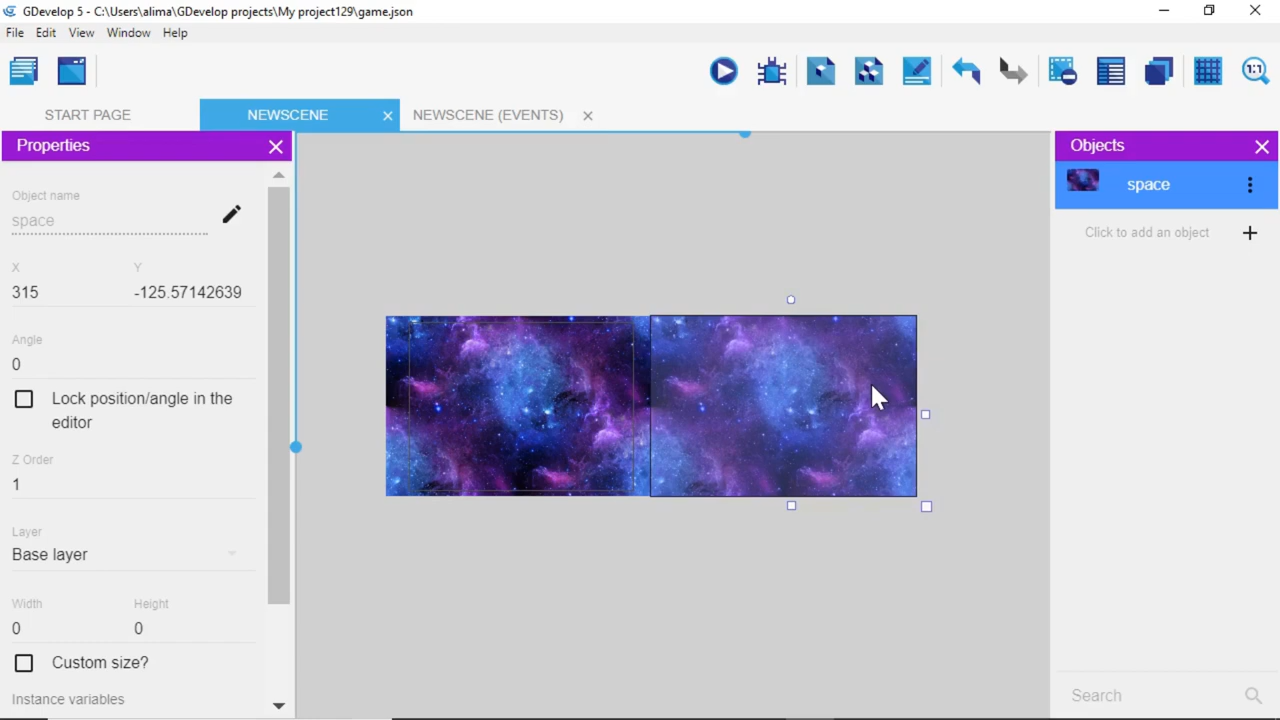 GDevelop 5 - C:\Users\alima\GDevelop projects\My project129\game.json
File Edit View Window Help
1:1
START PAGE NEWSCENE NEWSCENE (EVENTS)
Properties
Objects
Object name
space
space
Click to add an object
X Y
315 -125.57142639
Angle
0
Lock position/angle in the
editor
Z Order
1
Layer
Base layer
Width Height
0 0
Custom size?
Instance variables
Search